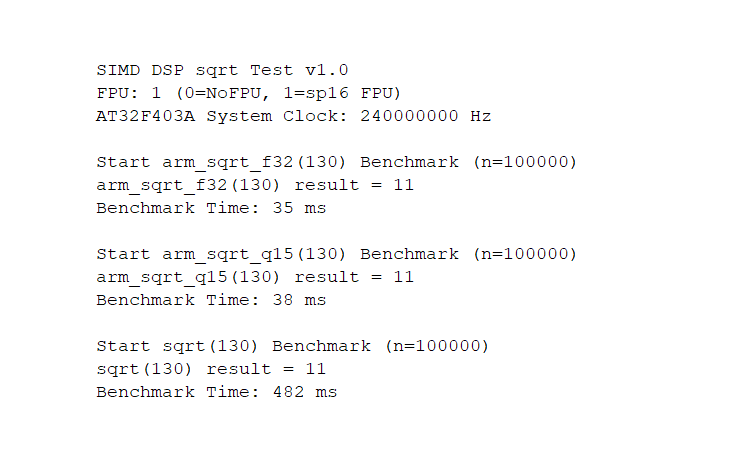 SIMD DSP sqrt Test v1.0
FPU: 1 (0=NoFPU, 1=sp16 FPU)
AT32F403A System Clock: 240000000 Hz
Start arm_sqrt_f32(130) Benchmark (n=100000)
arm_sqrt_f32(130) result = 11
Benchmark Time: 35 ms
Start arm_sqrt_q15(130) Benchmark (n=100000)
arm_sqrt_q15(130) result = 11
Benchmark Time: 38 ms
Start sqrt(130) Benchmark (n=100000)
sqrt(130) result = 11
Benchmark Time: 482 ms